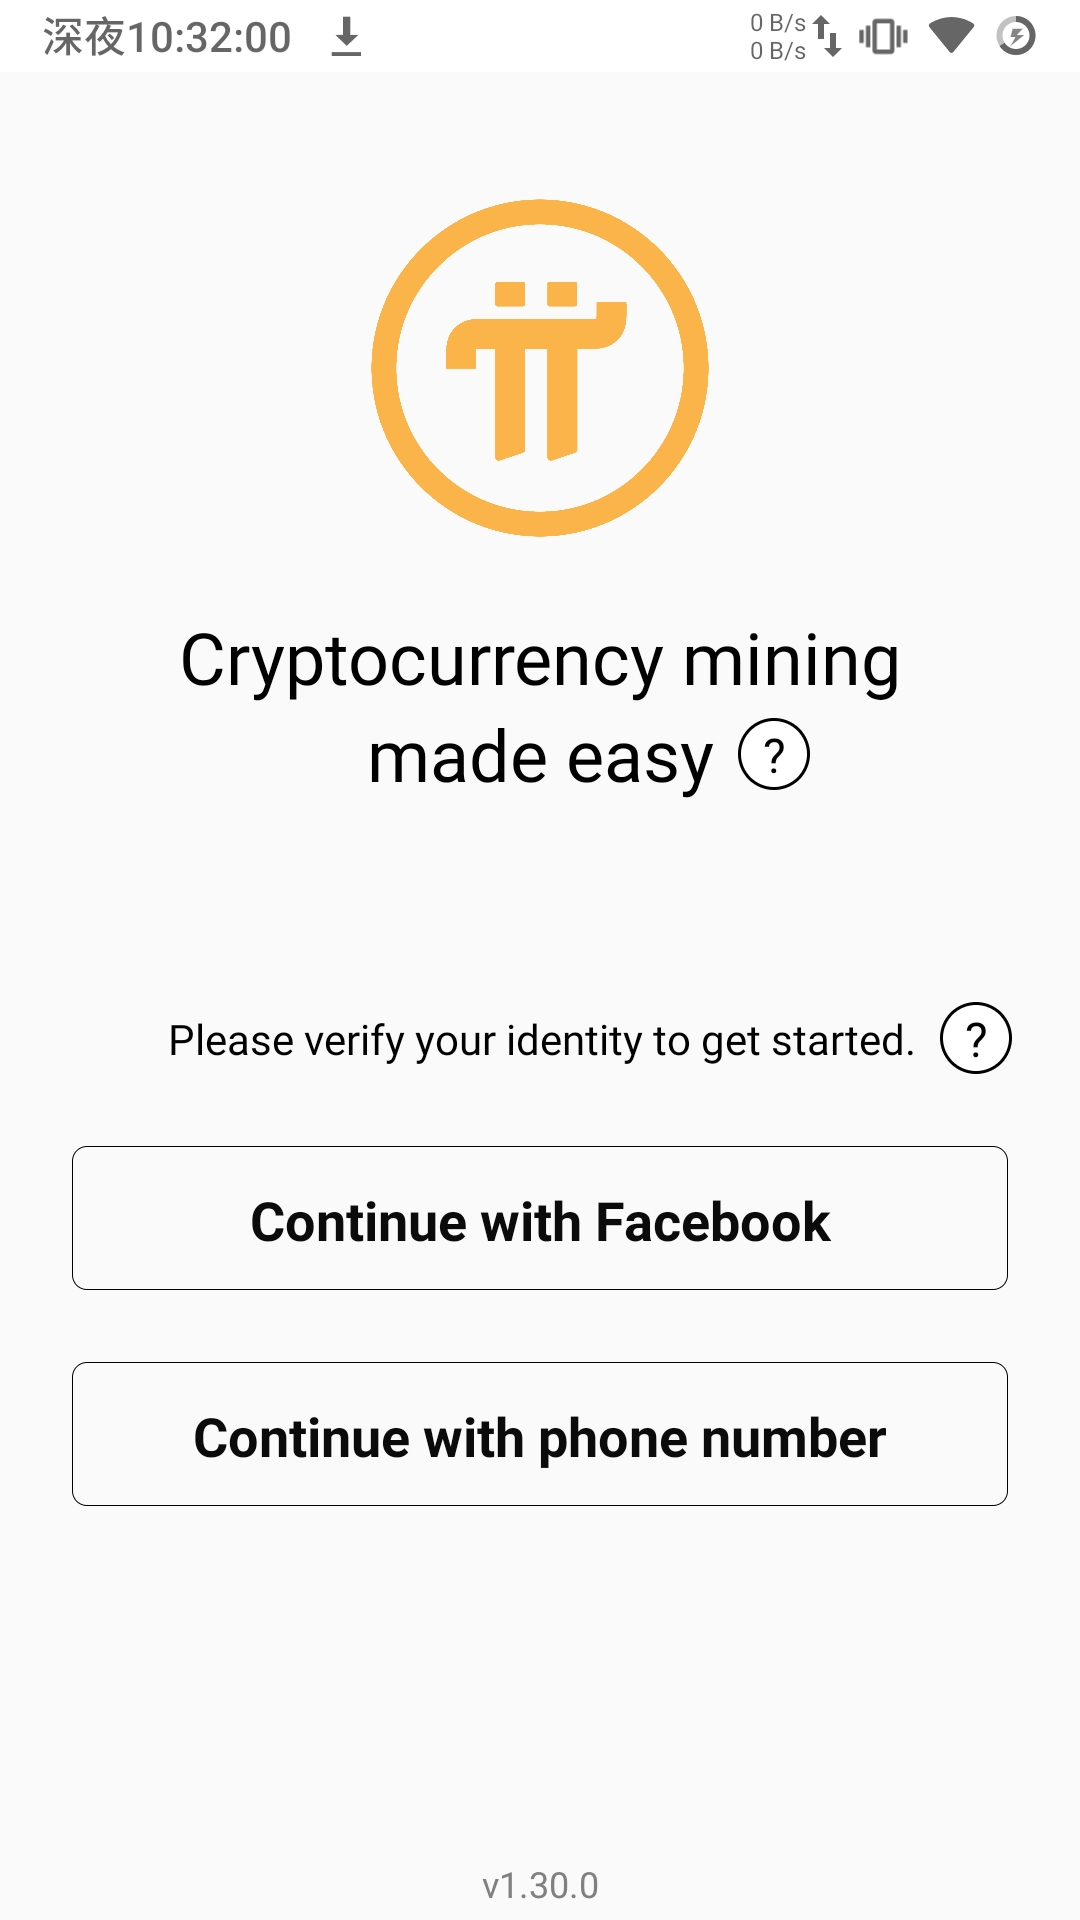 深夜10:32:00
0 B/s
0 B/s
Cryptocurrency mining
made easy ?
Please verify your identity to get started. ?
Continue with Facebook
Continue with phone number
v1.30.0